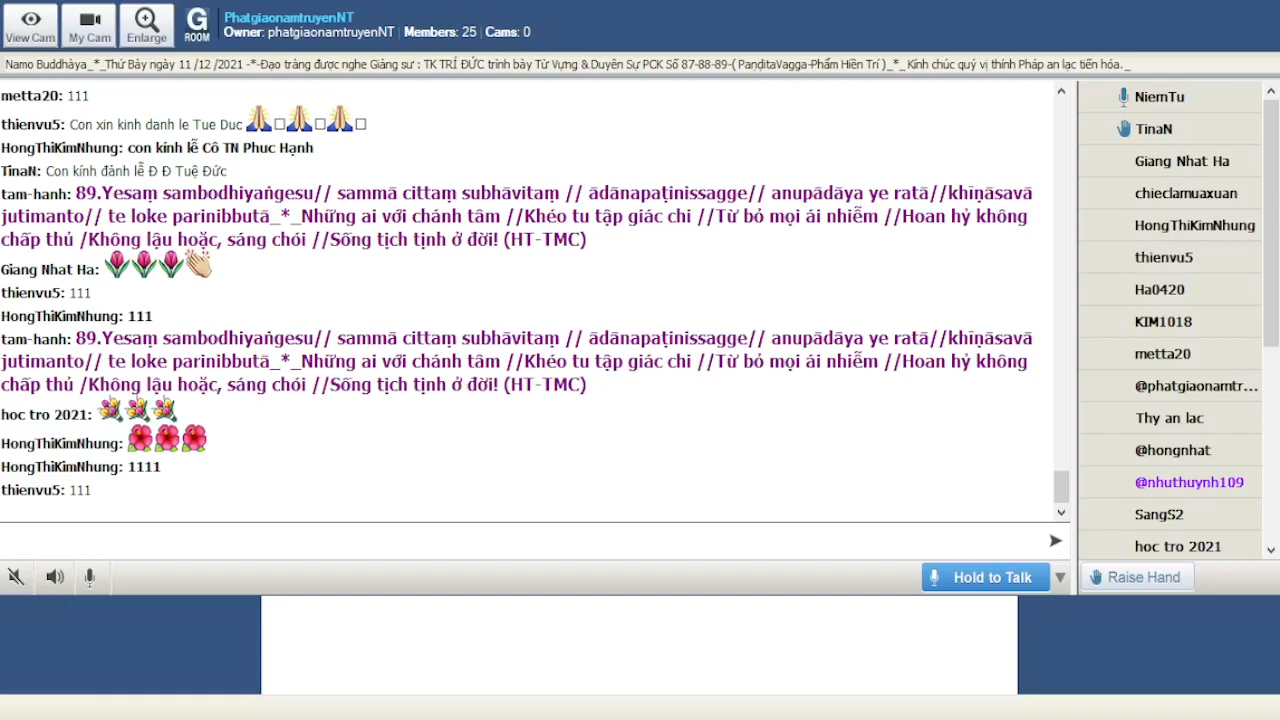 View Cam
My Cam
Enlarge
G
ROOM
PhatgiaonamtruyenNT
Owner: phatgiaonamtruyenNT | Members: 25 | Cams: 0
Namo Buddhàya_*_Thứ Bảy ngày 11 /12 /2021 -*-Đạo tràng được nghe Giảng sư : TK TRÍ ĐỨC trình bày Từ Vựng & Duyên Sự PCK Số 87-88-89-( PaṇḍitaVagga-Phẩm Hiền Trí )_*_ Kính chúc quý vị thính Pháp an lạc tiến hóa._
metta20: 111
thienvu5: Con xin kinh danh le Tue Duc
HongThiKimNhung: con kính lễ Cô TN Phuc Hạnh
TinaN: Con kính đảnh lễ Đ Đ Tuệ Đức
tam-hanh: 89.Yesaṃ sambodhiyaṅgesu// sammā cittaṃ subhāvitaṃ // ādānapaṭinissagge// anupādāya ye ratā//khīṇāsavā
jutimanto// te loke parinibbutā_*_Những ai với chánh tâm //Khéo tu tập giác chi //Từ bỏ mọi ái nhiễm //Hoan hỷ không
chấp thủ /Không lậu hoặc, sáng chói //Sống tịch tịnh ở đời! (HT-TMC)
Giang Nhat Ha:
thienvu5: 111
HongThiKimNhung: 111
tam-hanh: 89.Yesaṃ sambodhiyaṅgesu// sammā cittaṃ subhāvitaṃ // ādānapaṭinissagge// anupādāya ye ratā//khīṇāsavā
jutimanto// te loke parinibbutā_*_Những ai với chánh tâm //Khéo tu tập giác chi //Từ bỏ mọi ái nhiễm //Hoan hỷ không
chấp thủ /Không lậu hoặc, sáng chói //Sống tịch tịnh ở đời! (HT-TMC)
hoc tro 2021:
HongThiKimNhung:
HongThiKimNhung: 1111
thienvu5: 111
Hold to Talk
NiemTu
TinaN
Giang Nhat Ha
chieclamuaxuan
HongThiKimNhung
thienvu5
Ha0420
KIM1018
metta20
@phatgiaonamtr...
Thy an lac
@hongnhat
@nhuthuynh109
SangS2
hoc tro 2021
Raise Hand